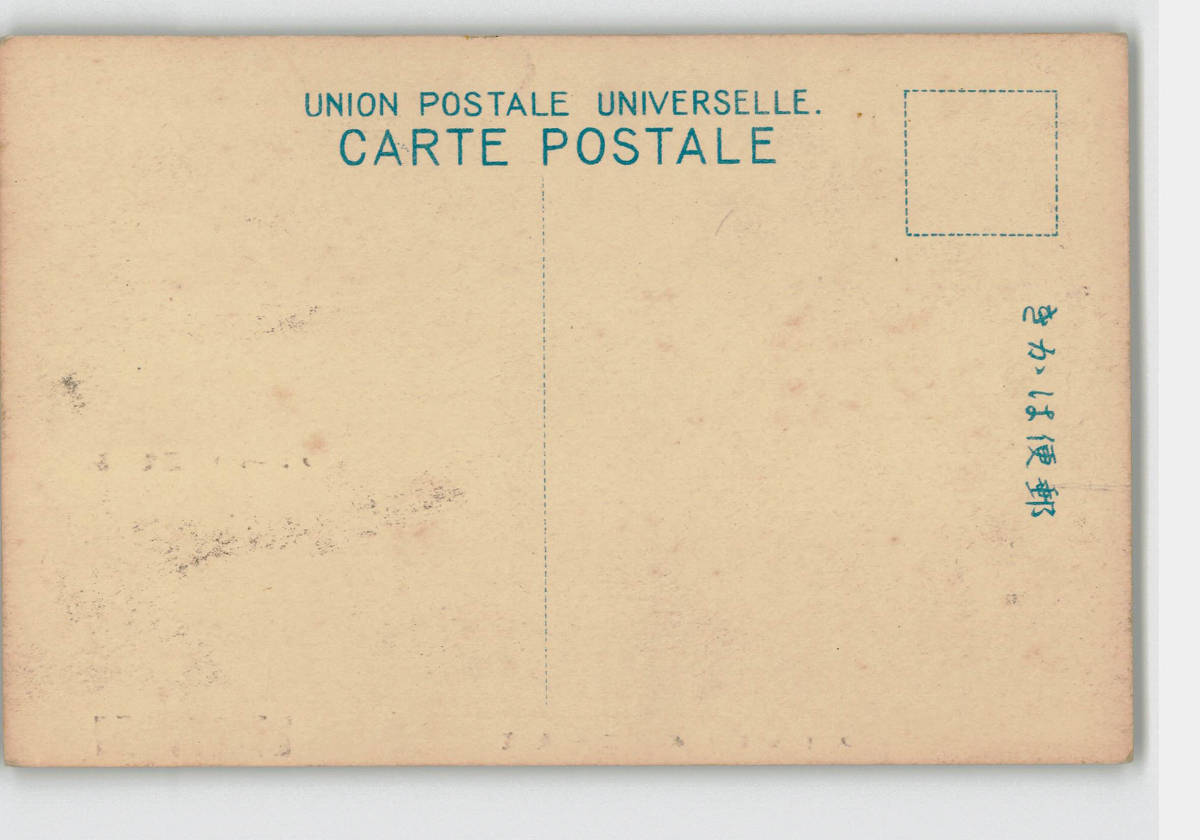 UNION POSTALE UNIVERSELLE.
CARTE POSTALE
郵便はがき